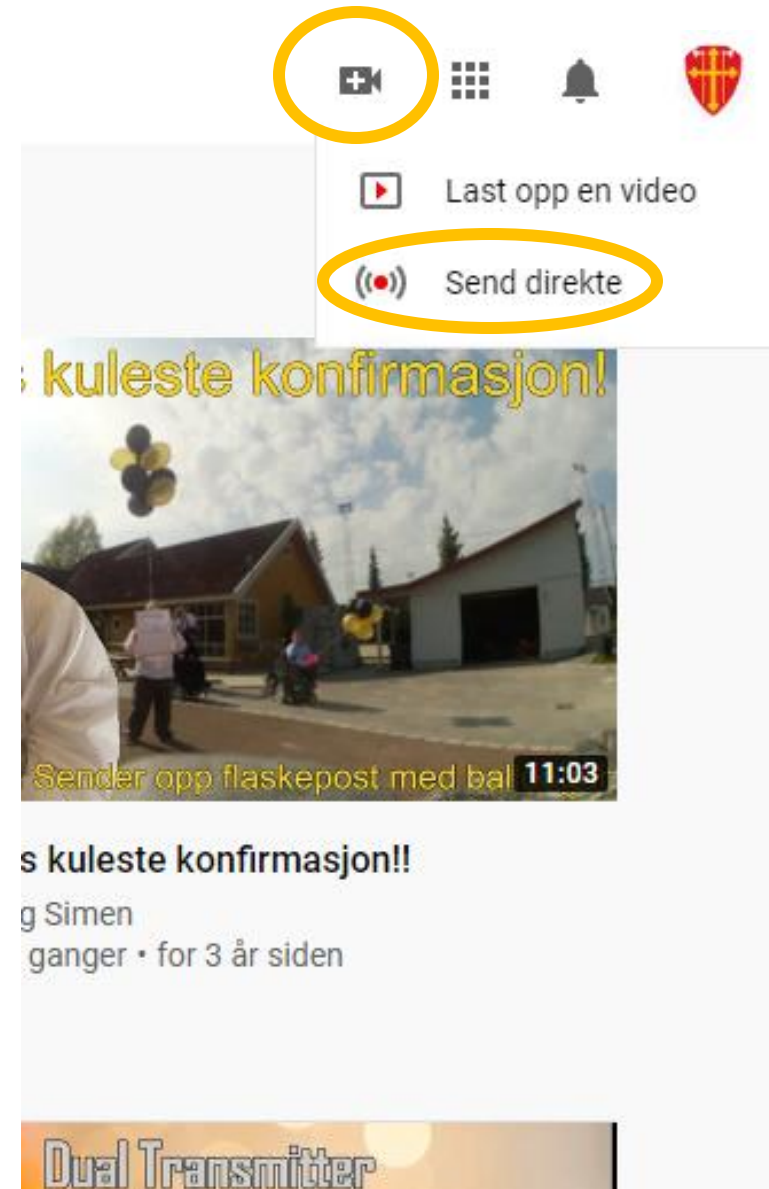 Last opp en video
Send direkte
s kuleste konfirmasjon!
Sender opp flaskepost med bal
11:03
s kuleste konfirmasjon!!
g Simen
ganger • for 3 år siden
Dual Transmitter